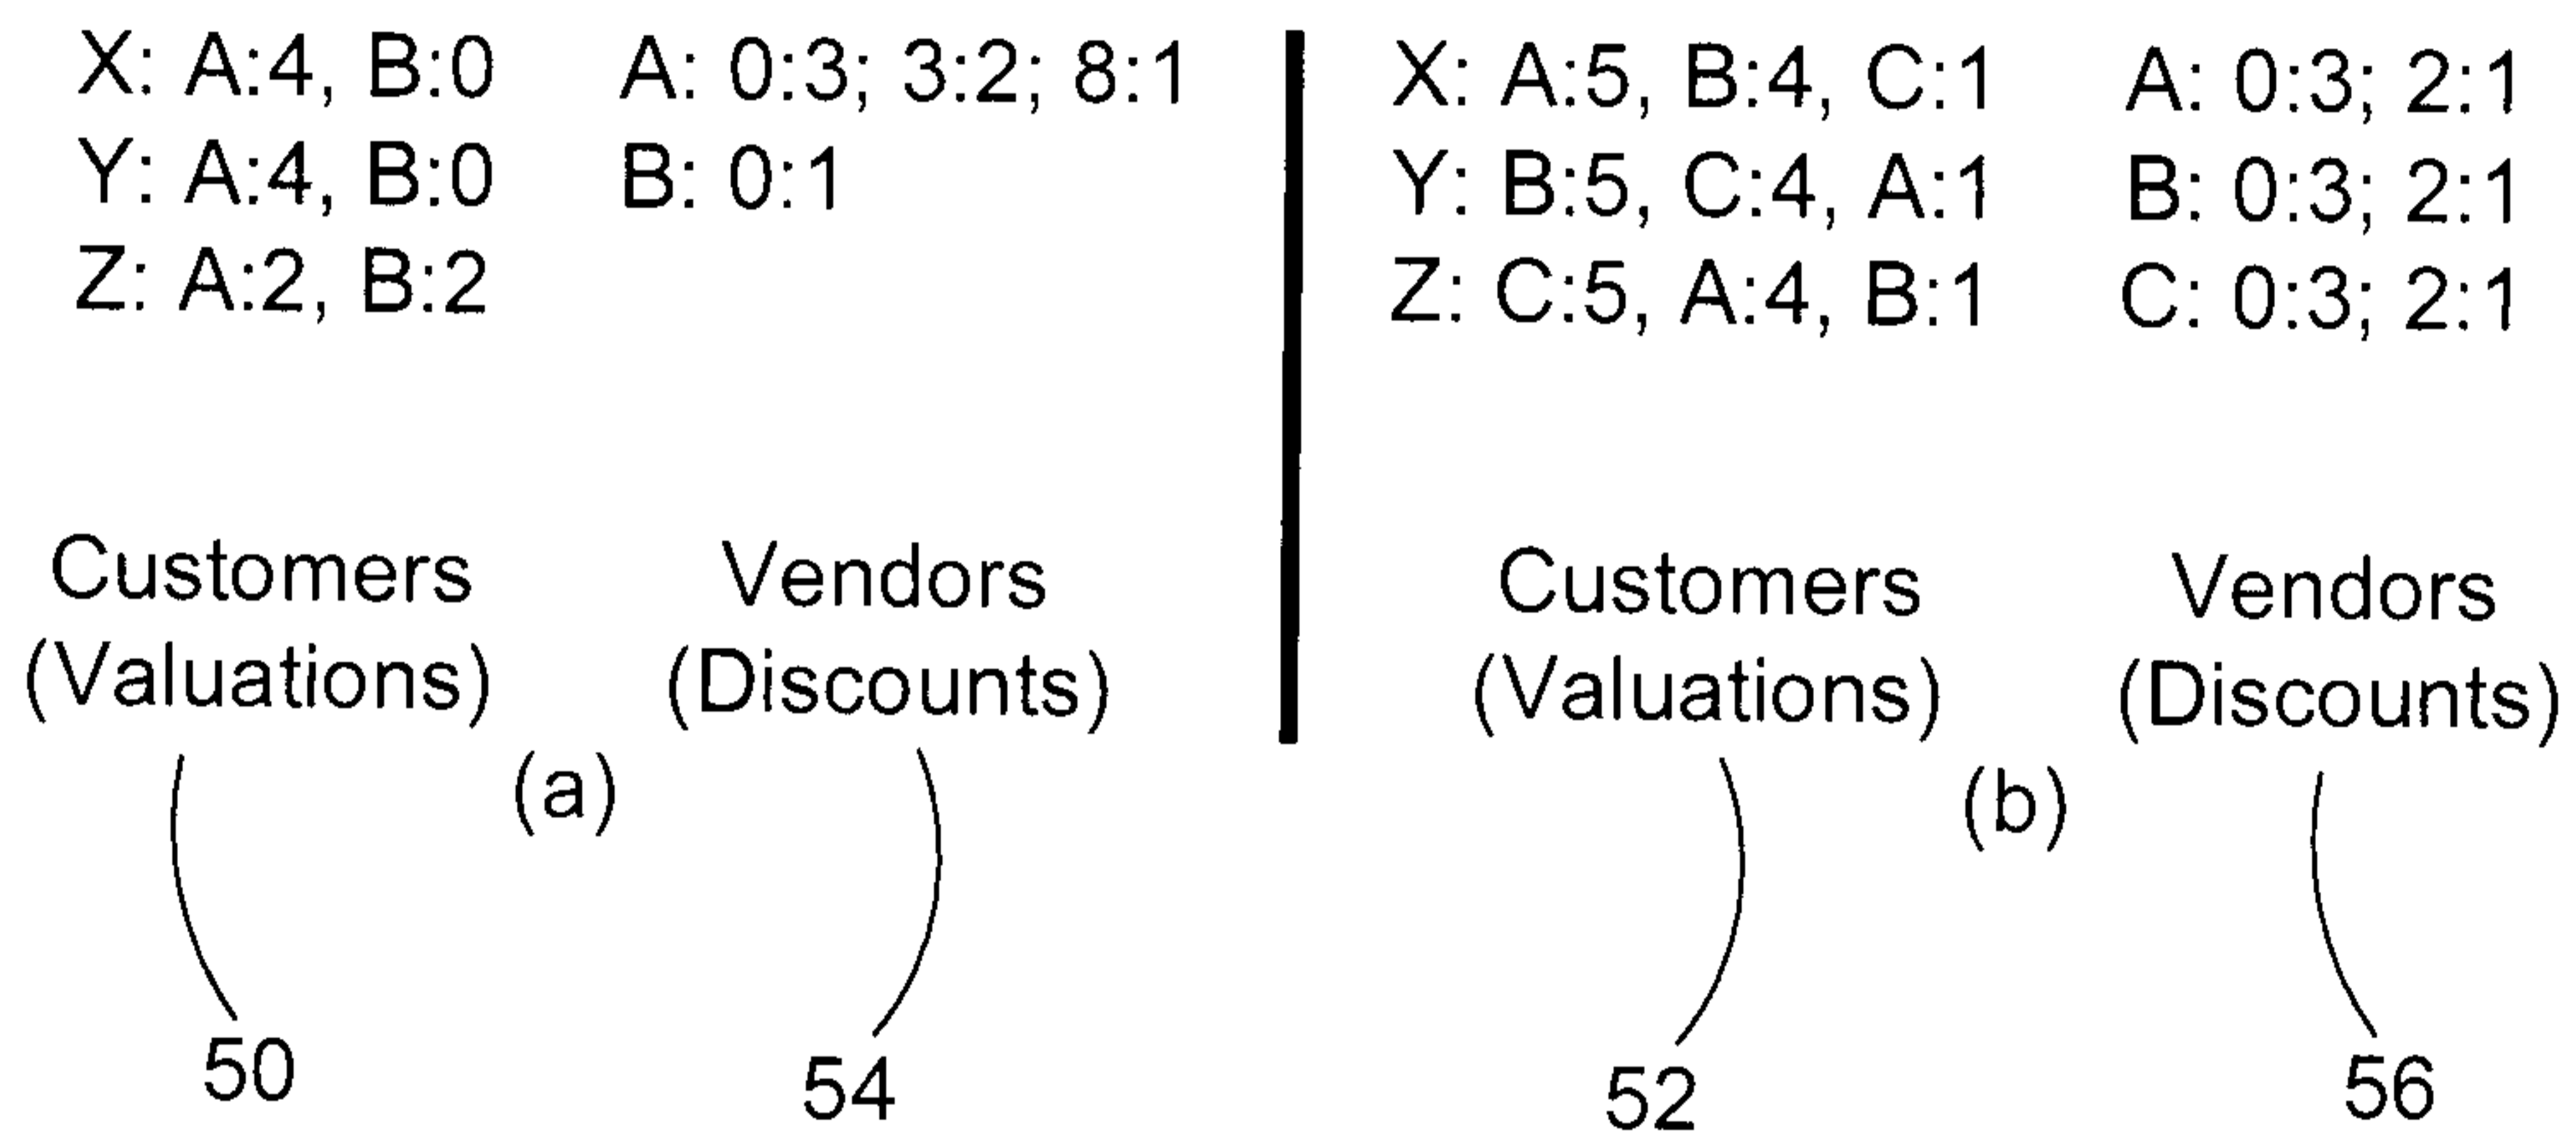 X: A:4, B:0
Y: A:4, B:0
Z: A:2, B:2
A: 0:3; 3:2; 8:1
B: 0:1
Customers
(Valuations)
Vendors
(Discounts)
(a)
50
54
X: A:5, B:4, C:1
Y: B:5, C:4, A:1
Z: C:5, A:4, B:1
A: 0:3; 2:1
B: 0:3; 2:1
C: 0:3; 2:1
Customers
(Valuations)
Vendors
(Discounts)
(b)
52
56